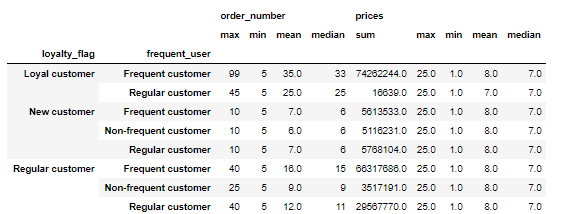 order_number prices
max min mean median sum max min mean median
loyalty_flag frequent_user
Loyal customer Frequent customer 99 5 35.0 33 74262244.0 25.0 1.0 8.0 7.0
Regular customer 45 5 25.0 25 16639.0 25.0 1.0 7.0 7.0
New customer Frequent customer 10 5 7.0 6 5613533.0 25.0 1.0 8.0 7.0
Non-frequent customer 10 5 6.0 6 5116231.0 25.0 1.0 8.0 7.0
Regular customer 10 5 7.0 6 5768104.0 25.0 1.0 8.0 7.0
Regular customer Frequent customer 40 5 16.0 15 66317686.0 25.0 1.0 8.0 7.0
Non-frequent customer 25 5 9.0 9 3517191.0 25.0 1.0 8.0 7.0
Regular customer 40 5 12.0 11 29567770.0 25.0 1.0 8.0 7.0